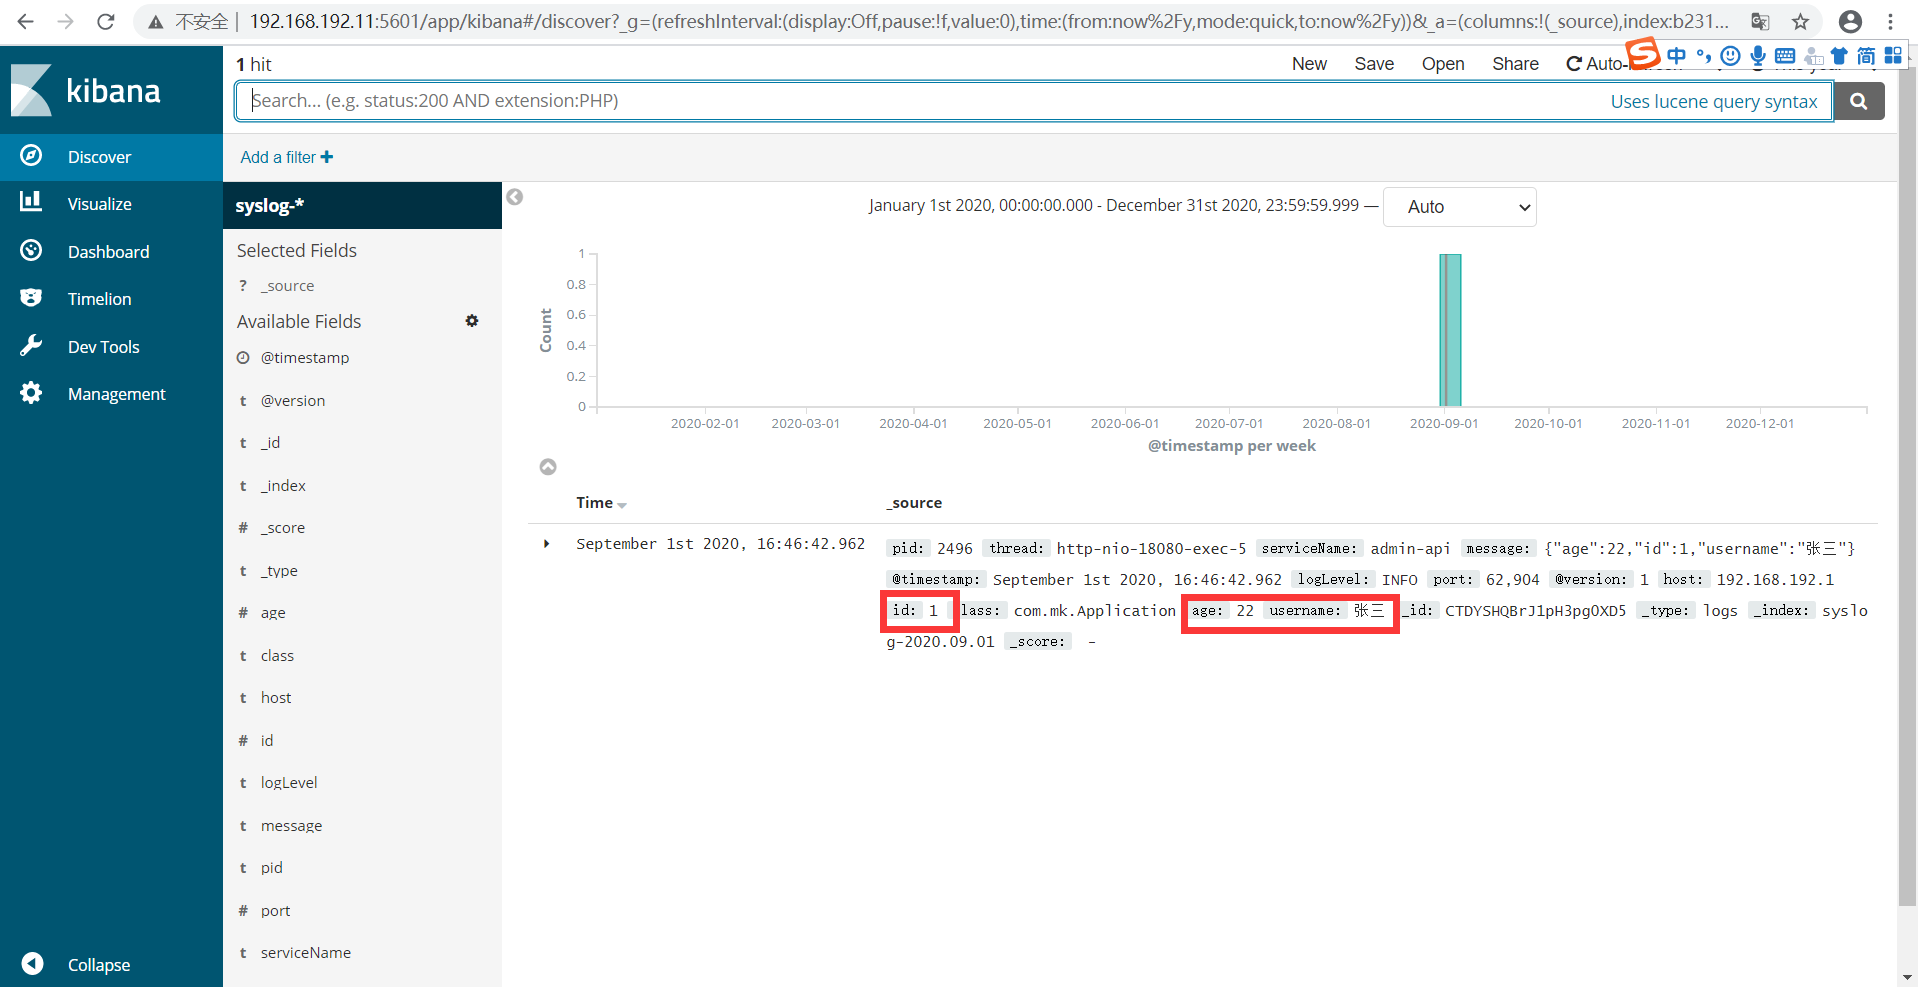 不安全 | 192.168.192.11:5601/app/kibana#/discover?_g=(refreshInterval:(display:Off,pause:!f,value:0),time:(from:now%2Fy,mode:quick,to:now%2Fy))&_a=(columns:!(_source),index:b231...
中 简
kibana
Discover
Visualize
Dashboard
Timelion
Dev Tools
Management
Collapse
1 hit
New Save Open Share Auto-
Search... (e.g. status:200 AND extension:PHP)
Uses lucene query syntax
Add a filter +
syslog-*
Selected Fields
? _source
Available Fields
@timestamp
t @version
t _id
t _index
# _score
t _type
# age
t class
t host
# id
t logLevel
t message
t pid
# port
t serviceName
January 1st 2020, 00:00:00.000 - December 31st 2020, 23:59:59.999 — Auto
Count
1
0.8
0.6
0.4
0.2
0
2020-02-01 2020-03-01 2020-04-01 2020-05-01 2020-06-01 2020-07-01 2020-08-01 2020-09-01 2020-10-01 2020-11-01 2020-12-01
@timestamp per week
Time _source
September 1st 2020, 16:46:42.962
pid: 2496 thread: http-nio-18080-exec-5 serviceName: admin-api message: {"age":22,"id":1,"username":"张三"}
@timestamp: September 1st 2020, 16:46:42.962 logLevel: INFO port: 62,904 @version: 1 host: 192.168.192.1
id: 1 lass: com.mk.Application age: 22 username: 张三 _id: CTDYSHQBrJ1pH3pgOXD5 _type: logs _index: syslo
g-2020.09.01 _score: -